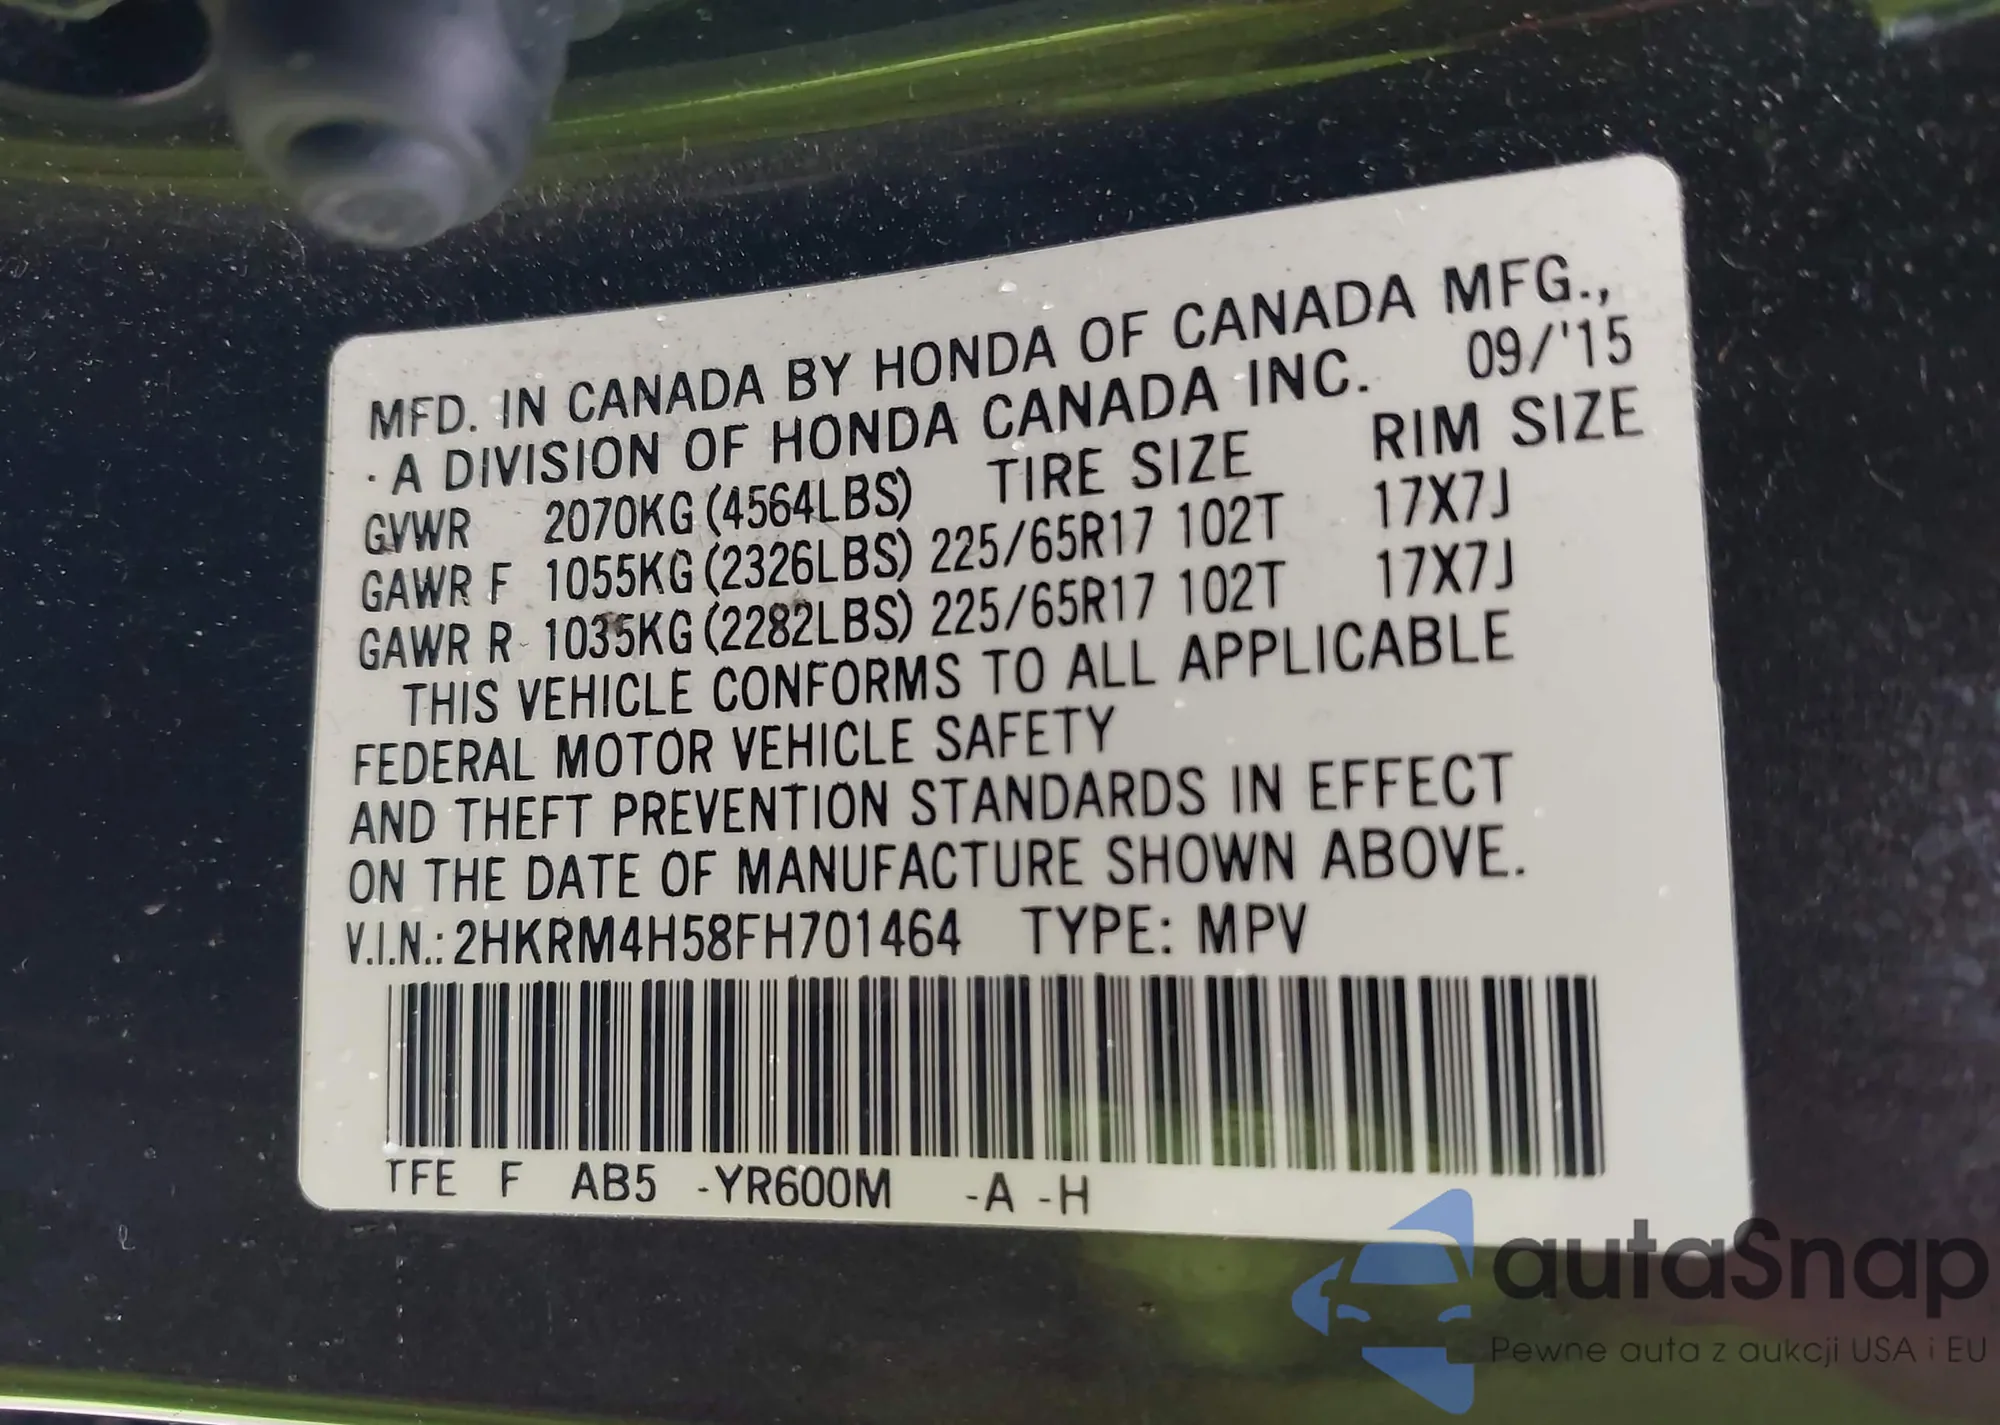 MFD. IN CANADA BY HONDA OF CANADA MFG.,
· A DIVISION OF HONDA CANADA INC. 09/'15
GVWR 2070KG (4564LBS) TIRE SIZE RIM SIZE
GAWR F 1055KG (2326LBS) 225/65R17 102T 17X7J
GAWR R 1035KG (2282LBS) 225/65R17 102T 17X7J
THIS VEHICLE CONFORMS TO ALL APPLICABLE
FEDERAL MOTOR VEHICLE SAFETY
AND THEFT PREVENTION STANDARDS IN EFFECT
ON THE DATE OF MANUFACTURE SHOWN ABOVE.
V.I.N.: 2HKRM4H58FH701464 TYPE: MPV
TFE F AB5 -YR600M -A -H
autaSnap
Pewne auta z aukcji USA i EU